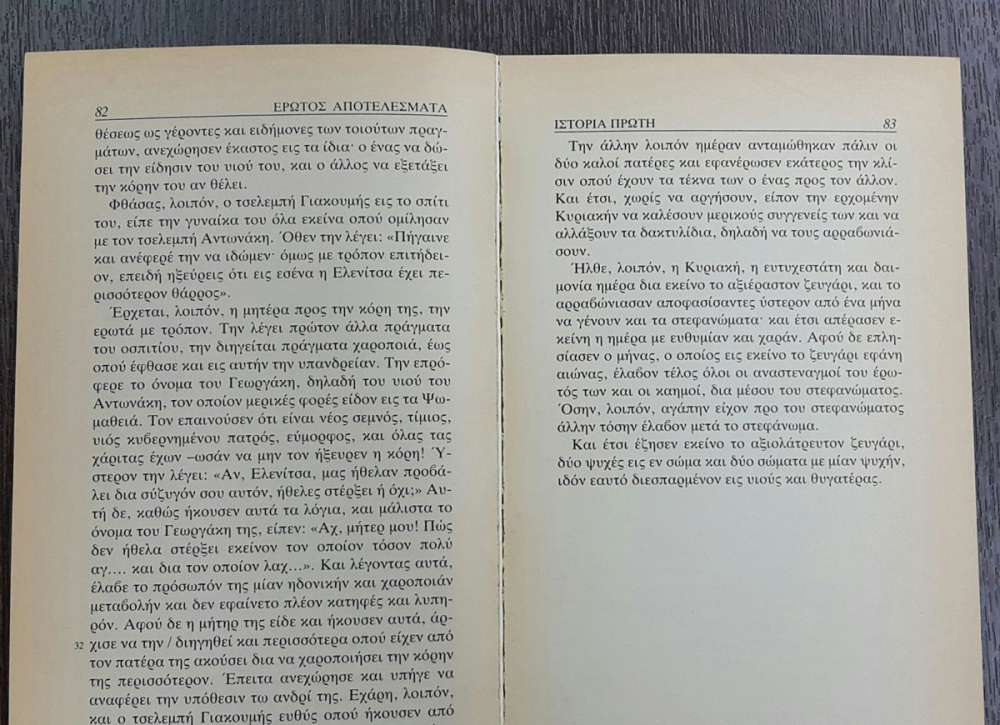 82 ΕΡΩΤΟΣ ΑΠΟΤΕΛΕΣΜΑΤΑ
θέσεως ως γέροντες και ειδήμονες των τοιούτων πραγ-
μάτων, ανεχώρησεν έκαστος εις τα ίδια· ο ένας να δώ-
σει την είδησιν του υιού του, και ο άλλος να εξετάξει
την κόρην του αν θέλει.
Φθάσας, λοιπόν, ο τσελεμπή Γιακουμής εις το σπίτι
του, είπε την γυναίκα του όλα εκείνα οπού ομίλησαν
με τον τσελεμπή Αντωνάκη. Όθεν την λέγει: «Πήγαινε
και ανέφερέ την να ιδώμεν· όμως με τρόπον επιτήδει-
ον, επειδή ηξεύρεις ότι εις εσένα η Ελενίτσα έχει πε-
ρισσότερον θάρρος».
Έρχεται, λοιπόν, η μητέρα προς την κόρη της, την
ερωτά με τρόπον. Την λέγει πρώτον άλλα πράγματα
του οσπιτίου, την διηγείται πράγματα χαροποιά, έως
οπού έφθασε και εις αυτήν την υπανδρείαν. Την επρό-
φερε το όνομα του Γεωργάκη, δηλαδή του υιού του
Αντωνάκη, τον οποίον μερικές φορές είδον εις τα Ψω-
μαθειά. Τον επαινούσεν ότι είναι νέος σεμνός, τίμιος,
υιός κυβερνημένου πατρός, εύμορφος, και όλας τας
χάριτας έχων –ωσάν να μην τον ήξευρεν η κόρη! Ύ-
στερον την λέγει: «Αν, Ελενίτσα, μας ήθελαν προβά-
λει δια σύζυγόν σου αυτόν, ήθελες στέρξει ή όχι;» Αυ-
τή δε, καθώς ήκουσεν αυτά τα λόγια, και μάλιστα το
όνομα του Γεωργάκη της, είπεν: «Αχ, μήτερ μου! Πώς
δεν ήθελα στέρξει εκείνον τον οποίον τόσον πολύ
αγ.... και δια τον οποίον λαχ...». Και λέγοντας αυτά,
έλαβε το πρόσωπόν της μίαν ηδονικήν και χαροποιάν
μεταβολήν και δεν εφαίνετο πλέον κατηφές και λυπη-
ρόν. Αφού δε η μήτηρ της είδε και ήκουσεν αυτά, άρ-
32 χισε να την / διηγηθεί και περισσότερα οπού είχεν από
τον πατέρα της ακούσει δια να χαροποιήσει την κόρην
της περισσότερον. Έπειτα ανεχώρησε και υπήγε να
αναφέρει την υπόθεσιν τω ανδρί της. Εχάρη, λοιπόν,
και ο τσελεμπή Γιακουμής ευθύς οπού ήκουσεν από
ΙΣΤΟΡΙΑ ΠΡΩΤΗ 83
Την άλλην λοιπόν ημέραν ανταμώθηκαν πάλιν οι
δύο καλοί πατέρες και εφανέρωσεν εκάτερος την κλί-
σιν οπού έχουν τα τέκνα των ο ένας προς τον άλλον.
Και έτσι, χωρίς να αργήσουν, είπον την ερχομένην
Κυριακήν να καλέσουν μερικούς συγγενείς των και να
αλλάξουν τα δακτυλίδια, δηλαδή να τους αρραβωνιά-
σουν.
Ήλθε, λοιπόν, η Κυριακή, η ευτυχεστάτη και δαι-
μονία ημέρα δια εκείνο το αξιέραστον ζευγάρι, και το
αρραβώνιασαν αποφασίσαντες ύστερον από ένα μήνα
να γένουν και τα στεφανώματα· και έτσι απέρασεν ε-
κείνη η ημέρα με ευθυμίαν και χαράν. Αφού δε επλη-
σίασεν ο μήνας, ο οποίος εις εκείνο το ζευγάρι εφάνη
αιώνας, έλαβον τέλος όλοι οι αναστεναγμοί του έρω-
τός των και οι καημοί, δια μέσου του στεφανώματος.
Όσην, λοιπόν, αγάπην είχον προ του στεφανώματος
άλλην τόσην έλαβον μετά το στεφάνωμα.
Και έτσι έζησεν εκείνο το αξιολάτρευτον ζευγάρι,
δύο ψυχές εις εν σώμα και δύο σώματα με μίαν ψυχήν,
ιδόν εαυτό διεσπαρμένον εις υιούς και θυγατέρας.